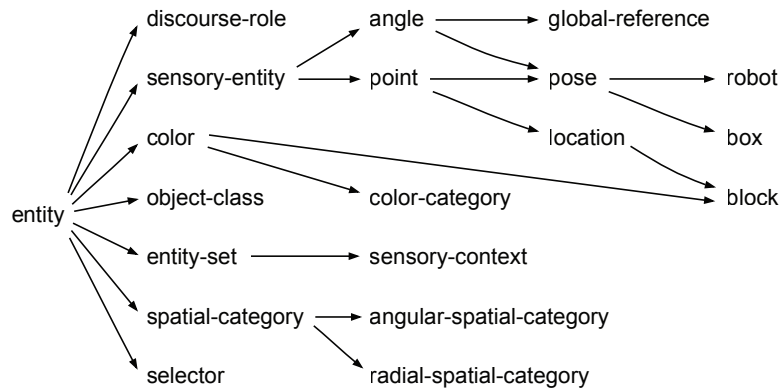 discourse-role angle global-reference
sensory-entity point pose robot
color location box
object-class color-category block
entity
entity-set sensory-context
spatial-category angular-spatial-category
selector radial-spatial-category